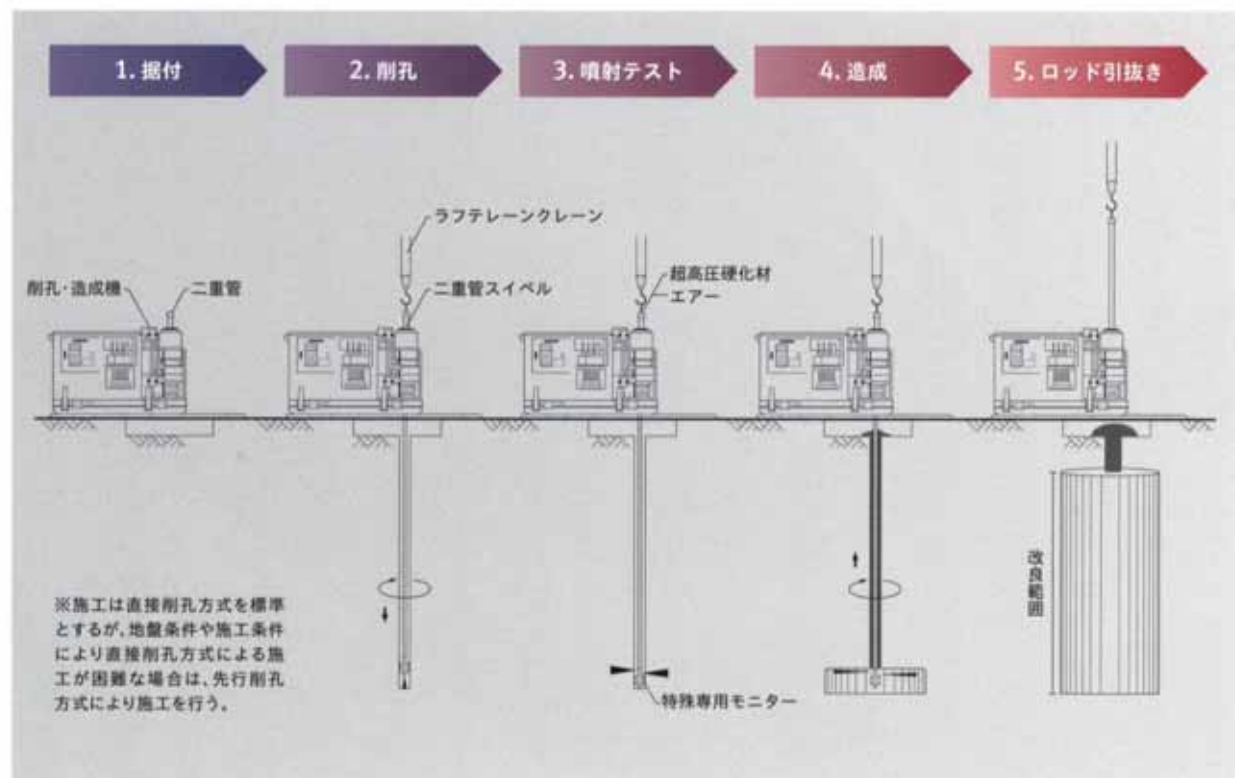 1. 据付
2. 削孔
3. 噴射テスト
4. 造成
5. ロッド引抜き
ラフテレーンクレーン
削孔・造成機
二重管
二重管スイベル
超高圧硬化材
エアー
改良範囲
※施工は直接削孔方式を標準
とするが、地盤条件や施工条件
により直接削孔方式による施
工が困難な場合は、先行削孔
方式により施工を行う。
特殊専用モニター